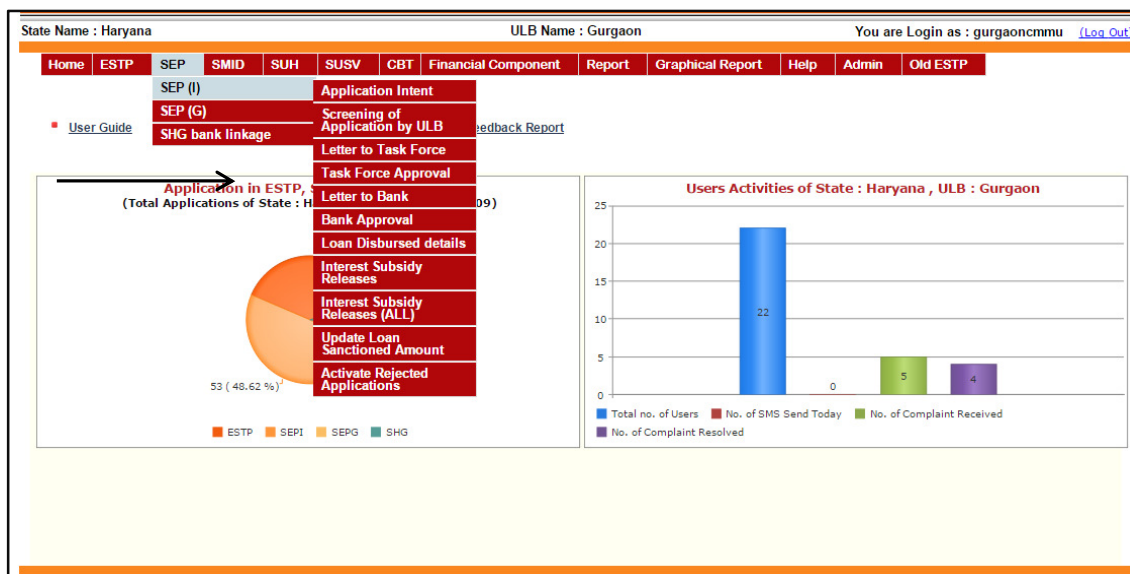 State Name : Haryana ULB Name : Gurgaon You are Login as : gurgaoncmmu (Log Out)
Home ESTP SEP SMID SUH SUSV CBT Financial Component Report Graphical Report Help Admin Old ESTP
SEP (I)
SEP (G)
SHG bank linkage
Application Intent
Screening of
Application by ULB
Letter to Task Force
Task Force Approval
Letter to Bank
Bank Approval
Loan Disbursed details
Interest Subsidy
Releases
Interest Subsidy
Releases (ALL)
Update Loan
Sanctioned Amount
Activate Rejected
Applications
User Guide
eedback Report
Application in ESTP,
(Total Applications of State : H 09)
53 ( 48.62 %)
ESTP SEPI SEPG SHG
Users Activities of State : Haryana , ULB : Gurgaon
25
20
15
10
5
0
22
0
5
4
Total no. of Users No. of SMS Send Today No. of Complaint Received
No. of Complaint Resolved